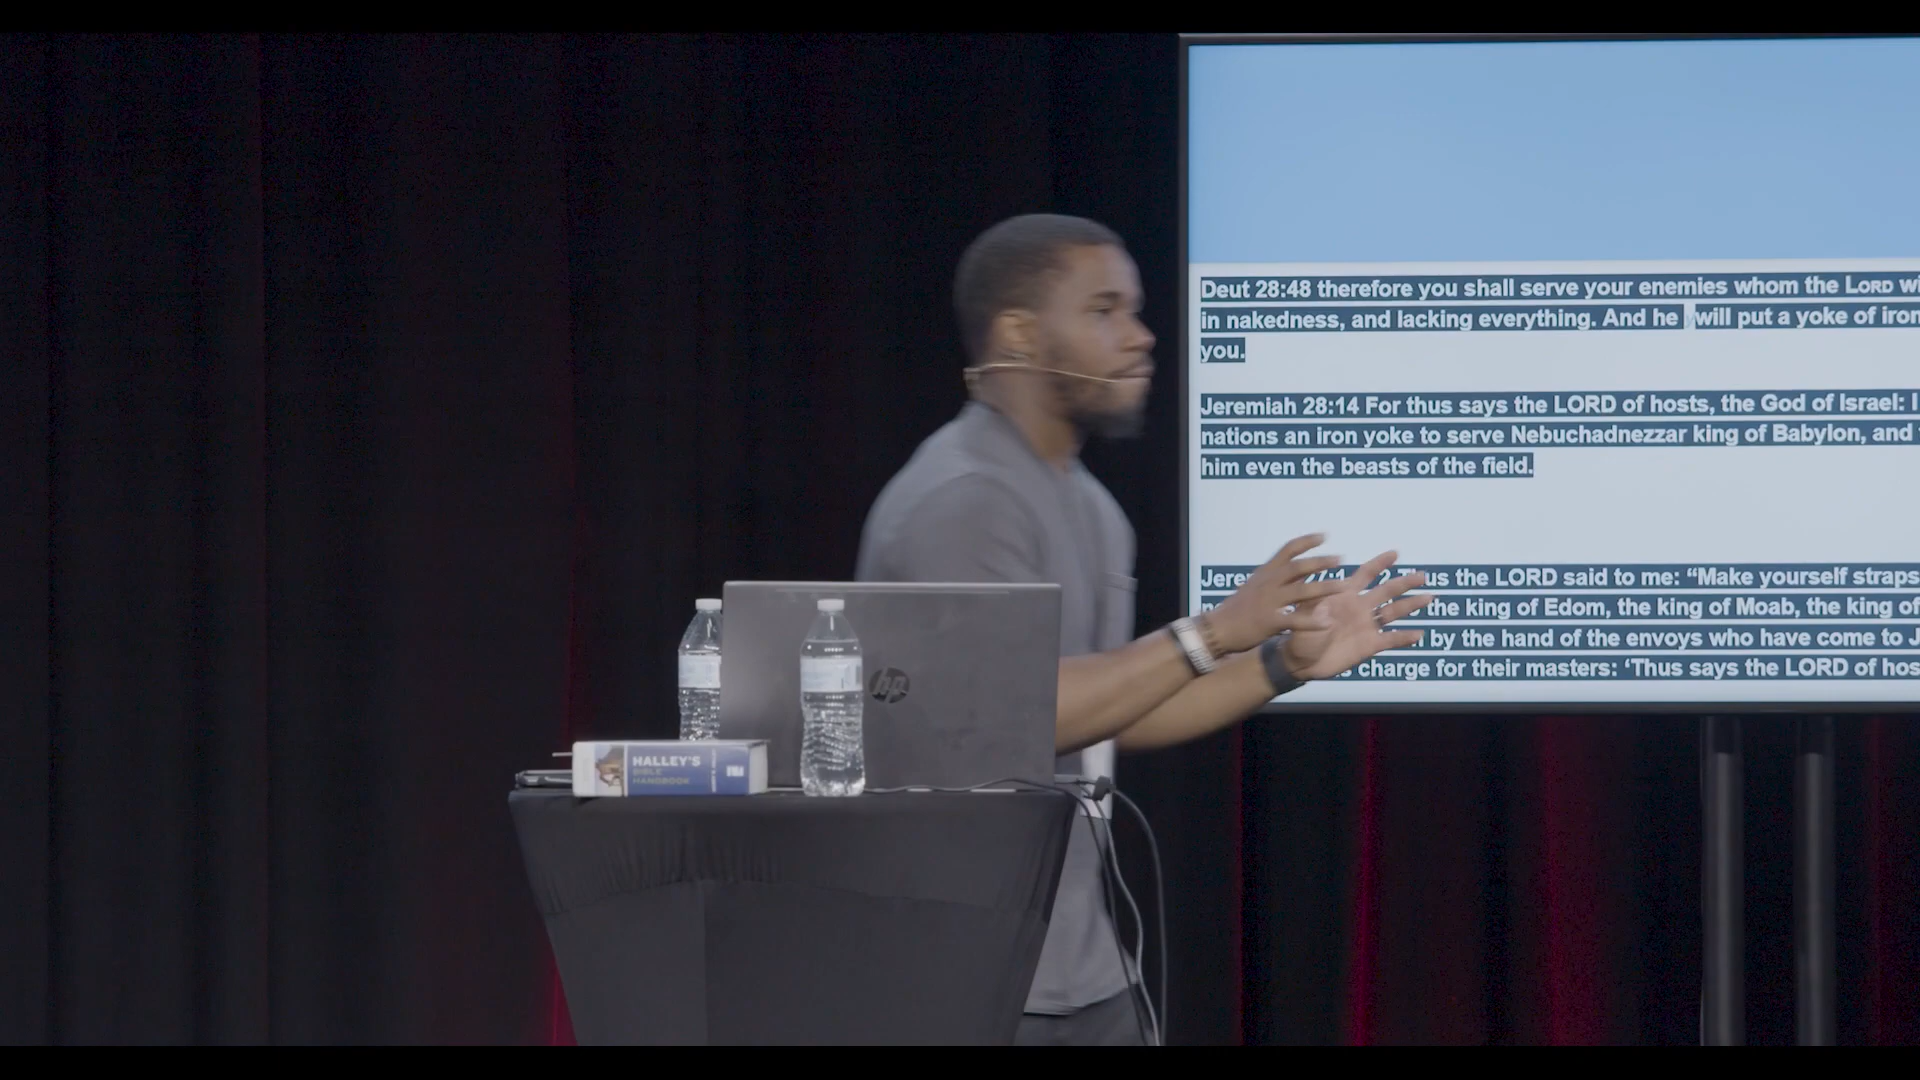 Deut 28:48 therefore you shall serve your enemies whom the LORD wi
in nakedness, and lacking everything. And he will put a yoke of iron
you.
Jeremiah 28:14 For thus says the LORD of hosts, the God of Israel: I
nations an iron yoke to serve Nebuchadnezzar king of Babylon, and
him even the beasts of the field.
27:1 2 Thus the LORD said to me: “Make yourself straps
the king of Edom, the king of Moab, the king of
by the hand of the envoys who have come to J
charge for their masters: ‘Thus says the LORD of hos
hp
HALLEY'S
BIBLE
HANDBOOK